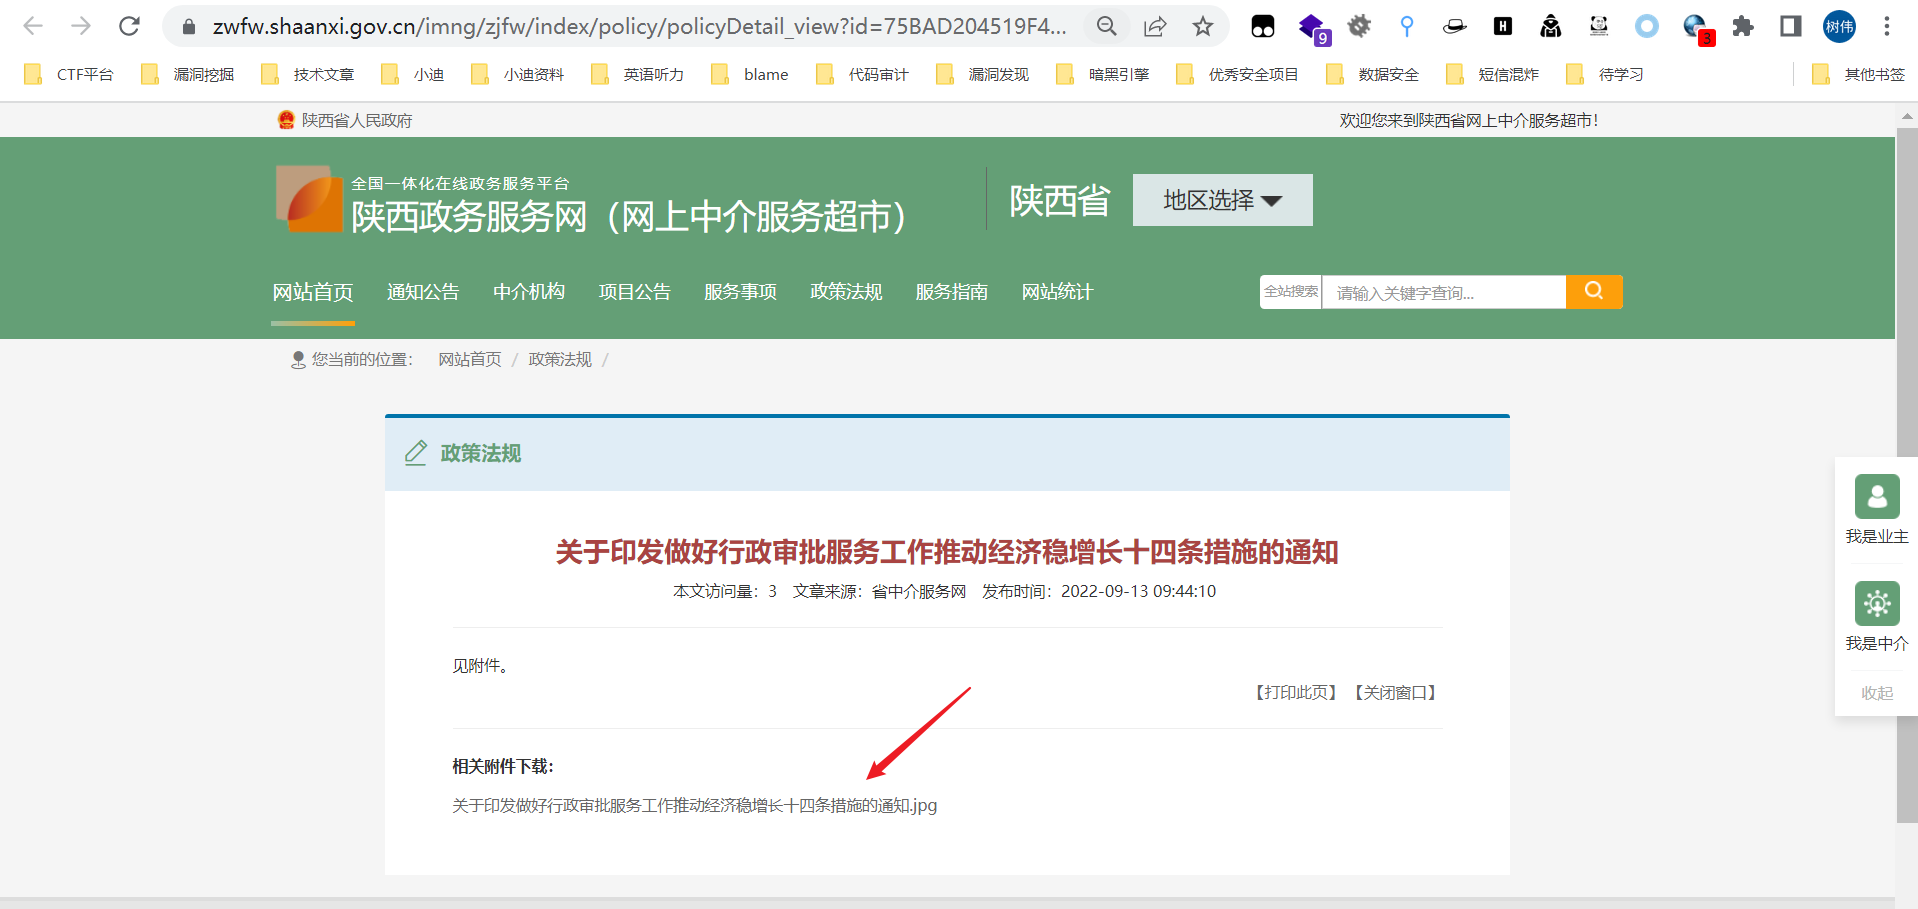 zwfw.shaanxi.gov.cn/imng/zjfw/index/policy/policyDetail_view?id=75BAD204519F4...
9
3
树伟
CTF平台 漏洞挖掘 技术文章 小迪 小迪资料 英语听力 blame 代码审计 漏洞发现 暗黑引擎 优秀安全项目 数据安全 短信混炸 待学习 其他书签
陕西省人民政府 欢迎您来到陕西省网上中介服务超市!
全国一体化在线政务服务平台
陕西政务服务网（网上中介服务超市） 陕西省 地区选择
网站首页 通知公告 中介机构 项目公告 服务事项 政策法规 服务指南 网站统计 全站搜索 请输入关键字查询...
您当前的位置： 网站首页 / 政策法规 /
政策法规
关于印发做好行政审批服务工作推动经济稳增长十四条措施的通知
本文访问量：3 文章来源：省中介服务网 发布时间：2022-09-13 09:44:10
见附件。
【打印此页】 【关闭窗口】
相关附件下载：
关于印发做好行政审批服务工作推动经济稳增长十四条措施的通知.jpg
我是业主
我是中介
收起